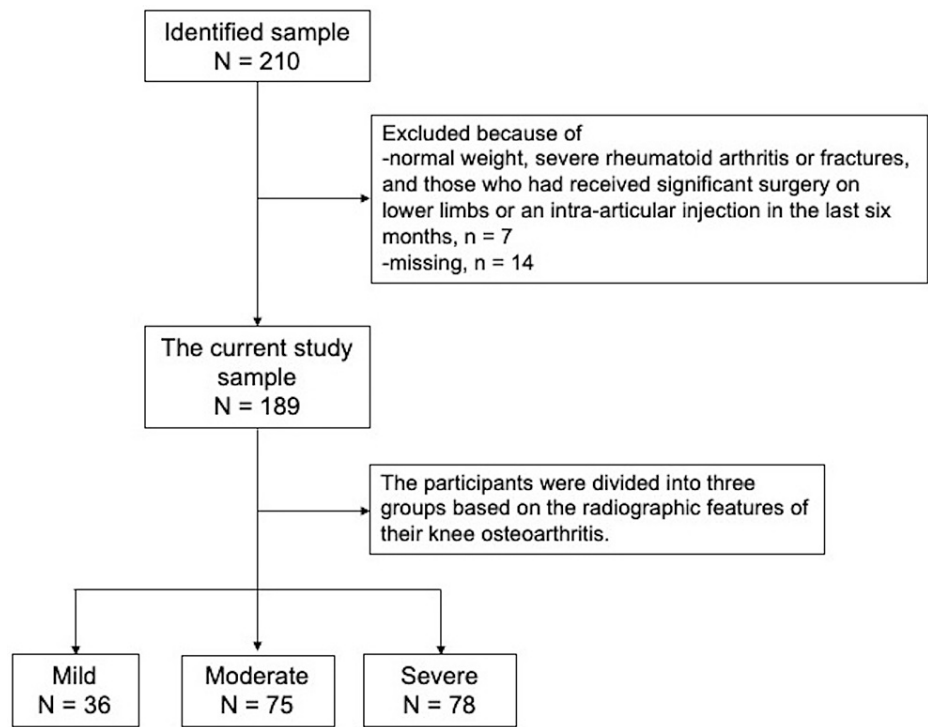 Identified sample
N = 210
Excluded because of
-normal weight, severe rheumatoid arthritis or fractures,
and those who had received significant surgery on
lower limbs or an intra-articular injection in the last six
months, n = 7
-missing, n = 14
The current study
sample
N = 189
The participants were divided into three
groups based on the radiographic features of
their knee osteoarthritis.
Mild
N = 36
Moderate
N = 75
Severe
N = 78